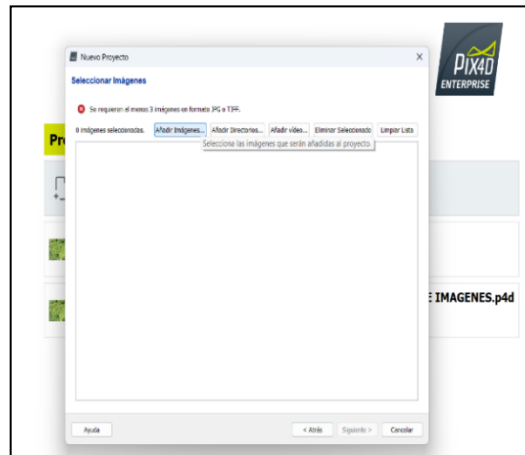 Nuevo Proyecto
PIX4D
ENTERPRISE
Seleccionar Imágenes
Se requieren al menos 3 imágenes en formato JPG o TIFF.
0 imágenes seleccionadas. Añadir Imágenes... Añadir Directorios... Añadir vídeo... Eliminar Seleccionado Limpiar Lista
Selecciona las imágenes que serán añadidas al proyecto.
Pr
E IMAGENES.p4d
Ayuda < Atrás Siguiente > Cancelar